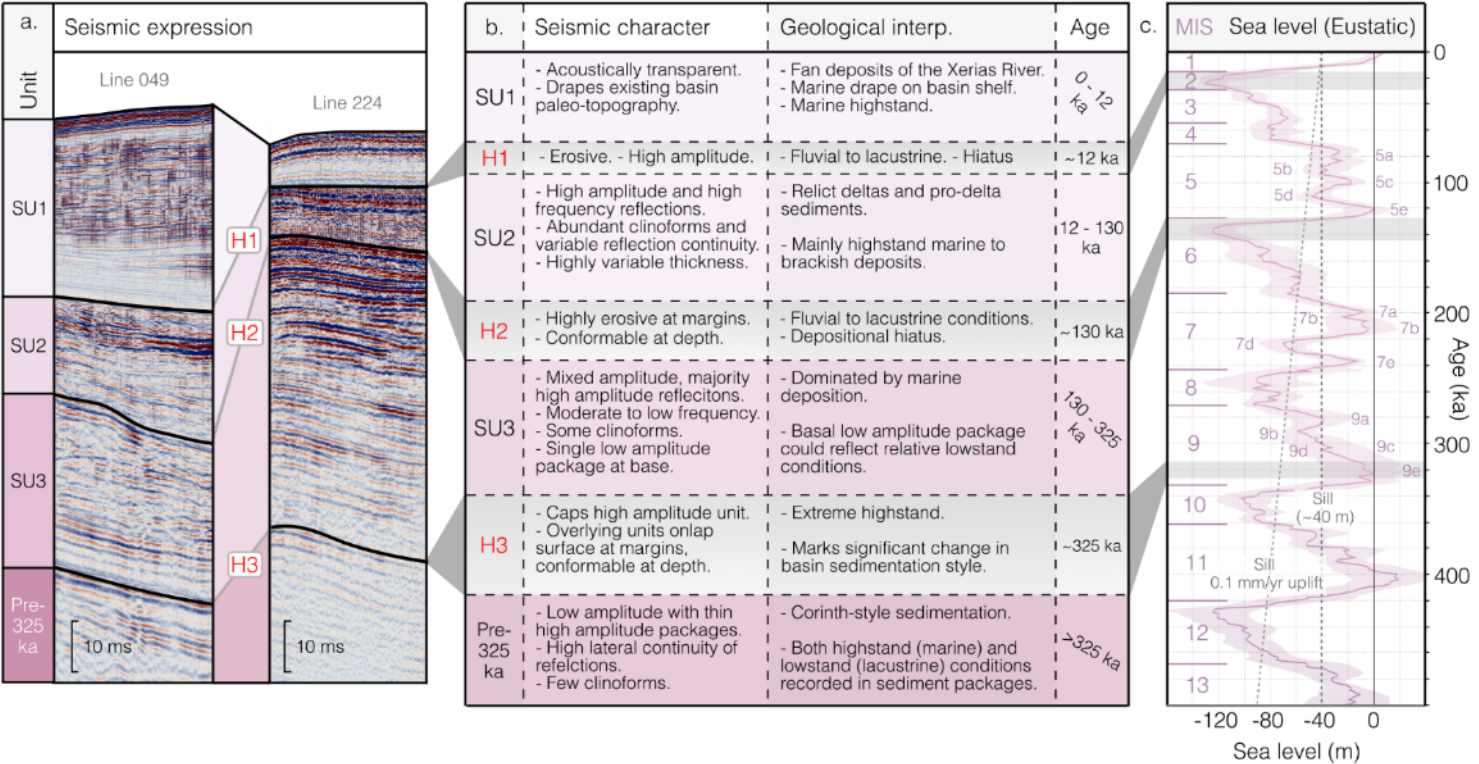 a.
Seismic expression
Unit
Line 049
Line 224
SU1
SU2
SU3
Pre-
325
ka
H1
H2
H3
10 ms
10 ms
b.
Seismic character
Geological interp.
Age
SU1
- Acoustically transparent.
- Drapes existing basin
paleo-topography.
- Fan deposits of the Xerias River.
- Marine drape on basin shelf.
- Marine highstand.
0 - 12
ka
H1
- Erosive. - High amplitude.
- Fluvial to lacustrine. - Hiatus
~12 ka
SU2
- High amplitude and high
frequency reflections.
- Abundant clinoforms and
variable reflection continuity.
- Highly variable thickness.
- Relict deltas and pro-delta
sediments.
- Mainly highstand marine to
brackish deposits.
12 - 130
ka
H2
- Highly erosive at margins.
- Conformable at depth.
- Fluvial to lacustrine conditions.
- Depositional hiatus.
~130 ka
SU3
- Mixed amplitude, majority
high amplitude reflecitons.
- Moderate to low frequency.
- Some clinoforms.
- Single low amplitude
package at base.
- Dominated by marine
deposition.
- Basal low amplitude package
could reflect relative lowstand
conditions.
130 - 325
ka
H3
- Caps high amplitude unit.
- Overlying units onlap
surface at margins,
conformable at depth.
- Extreme highstand.
- Marks significant change in
basin sedimentation style.
~325 ka
Pre-
325
ka
- Low amplitude with thin
high amplitude packages.
- High lateral continuity of
refelctions.
- Few clinoforms.
- Corinth-style sedimentation.
- Both highstand (marine) and
lowstand (lacustrine) conditions
recorded in sediment packages.
>325 ka
c.
MIS
Sea level (Eustatic)
1
2
3
4
5
6
7
8
9
10
11
12
13
5a
5b
5c
5d
5e
7a
7b
7b
7d
7e
9a
9b
9c
9d
9e
Sill
(~40 m)
Sill
0.1 mm/yr uplift
0
100
200
300
400
Age (ka)
-120 -80 -40 0
Sea level (m)